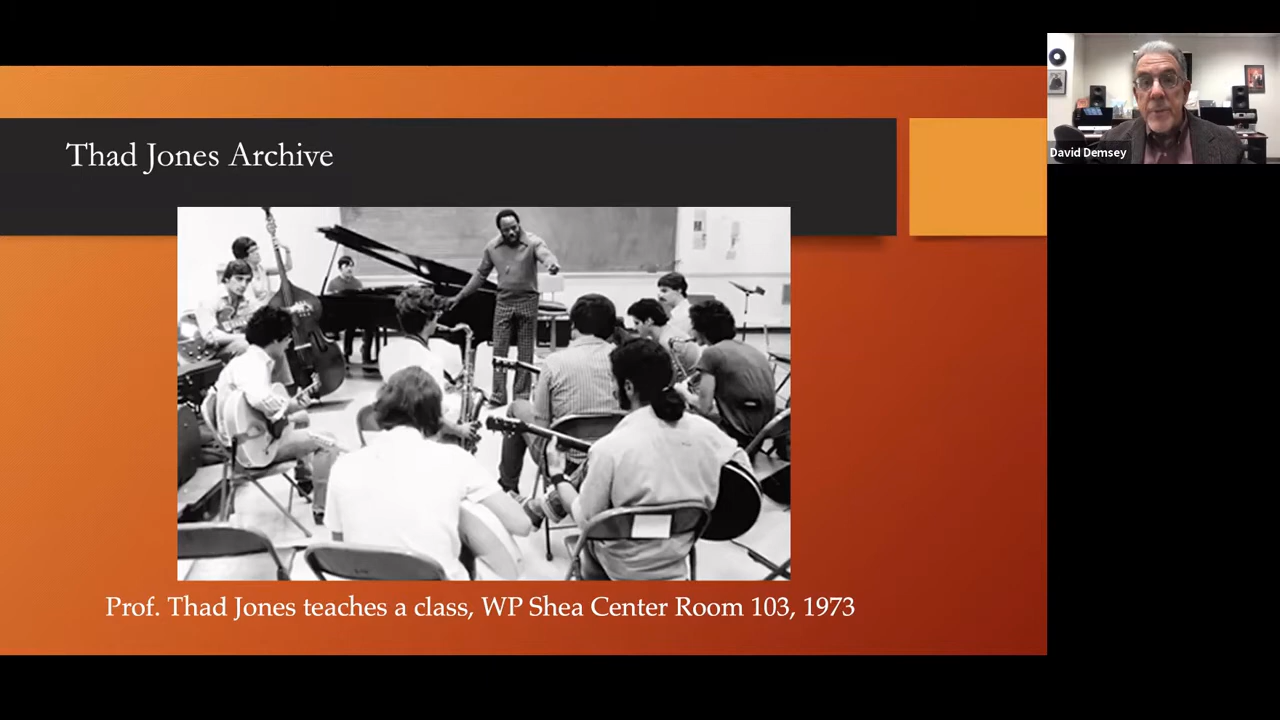 Thad Jones Archive
Prof. Thad Jones teaches a class, WP Shea Center Room 103, 1973
David Demsey